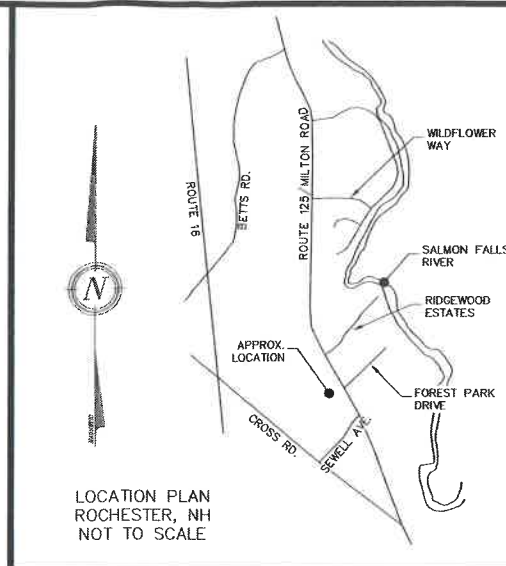 WILDFLOWER
WAY
ROUTE 125 MILTON ROAD
BETTS RD.
ROUTE 16
N
SALMON FALLS
RIVER
RIDGEWOOD
ESTATES
APPROX.
LOCATION
FOREST PARK
DRIVE
CROSS RD.
SEWELL AVE.
LOCATION PLAN
ROCHESTER, NH
NOT TO SCALE